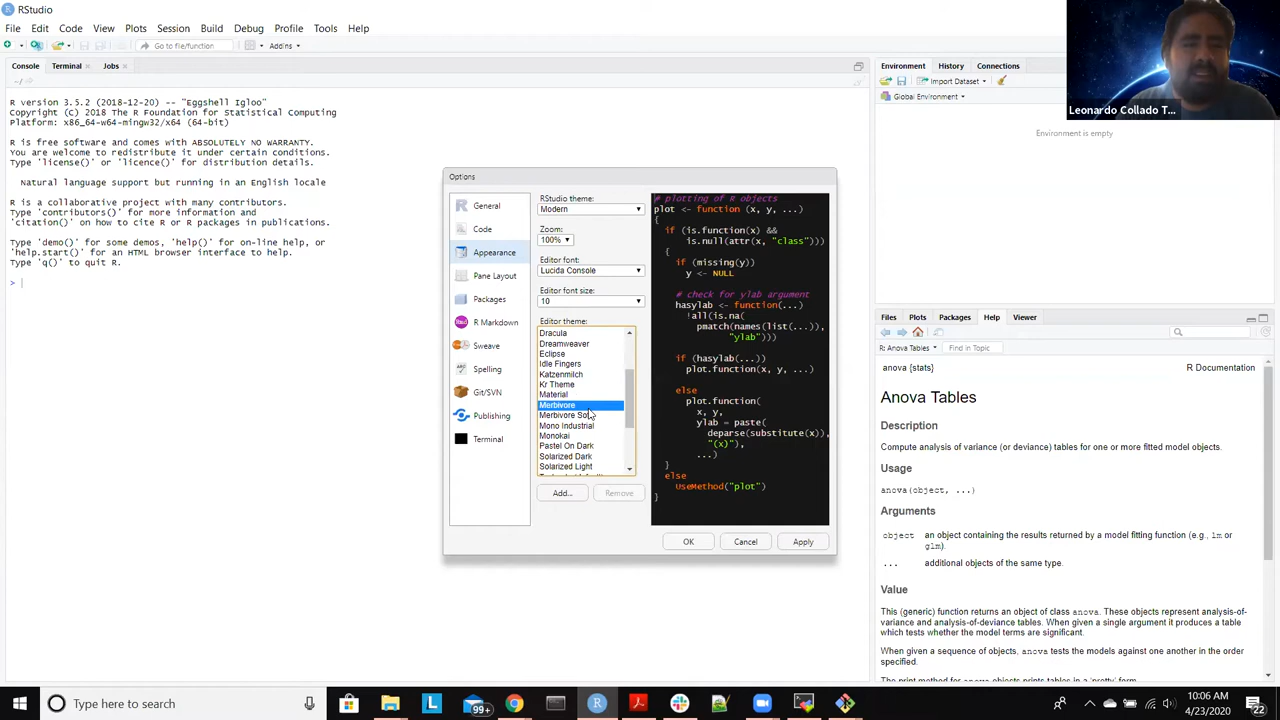 RStudio
File Edit Code View Plots Session Build Debug Profile Tools Help
Go to file/function
Addins
Console Terminal Jobs
~/
R version 3.5.2 (2018-12-20) -- "Eggshell Igloo"
Copyright (C) 2018 The R Foundation for Statistical Computing
Platform: x86_64-w64-mingw32/x64 (64-bit)
R is free software and comes with ABSOLUTELY NO WARRANTY.
You are welcome to redistribute it under certain conditions.
Type 'license()' or 'licence()' for distribution details.
Natural language support but running in an English locale
R is a collaborative project with many contributors.
Type 'contributors()' for more information and
'citation()' on how to cite R or R packages in publications.
Type 'demo()' for some demos, 'help()' for on-line help, or
'help.start()' for an HTML browser interface to help.
Type 'q()' to quit R.
>
Options
General
Code
Appearance
Pane Layout
Packages
R Markdown
Sweave
Spelling
Git/SVN
Publishing
Terminal
RStudio theme:
Modern
Zoom:
100%
Editor font:
Lucida Console
Editor font size:
10
Editor theme:
Dracula
Dreamweaver
Eclipse
Idle Fingers
Katzenmilch
Kr Theme
Material
Merbivore
Merbivore So
Mono Industrial
Monokai
Pastel On Dark
Solarized Dark
Solarized Light
Add...
Remove
# plotting of R objects
plot <- function (x, y, ...)
{
if (is.function(x) &&
is.null(attr(x, "class")))
{
if (missing(y))
y <- NULL
# check for ylab argument
hasylab <- function(...)
!all(is.na(
pmatch(names(list(...)),
"ylab")))
if (hasylab(...))
plot.function(x, y, ...)
else
plot.function(
x, y,
ylab = paste(
deparse(substitute(x)),
"(x)"),
...)
}
else
UseMethod("plot")
}
OK Cancel Apply
Environment History Connections
Import Dataset
Global Environment
Environment is empty
Leonardo Collado T...
Files Plots Packages Help Viewer
R: Anova Tables Find in Topic
anova {stats} R Documentation
Anova Tables
Description
Compute analysis of variance (or deviance) tables for one or more fitted model objects.
Usage
anova(object, ...)
Arguments
object an object containing the results returned by a model fitting function (e.g., lm or
glm).
... additional objects of the same type.
Value
This (generic) function returns an object of class anova. These objects represent analysis-of-
variance and analysis-of-deviance tables. When given a single argument it produces a table
which tests whether the model terms are significant.
When given a sequence of objects, anova tests the models against one another in the order
specified.
The print method for anova objects prints tables in a 'pretty' form.
Type here to search
99+
10:06 AM
4/23/2020
22